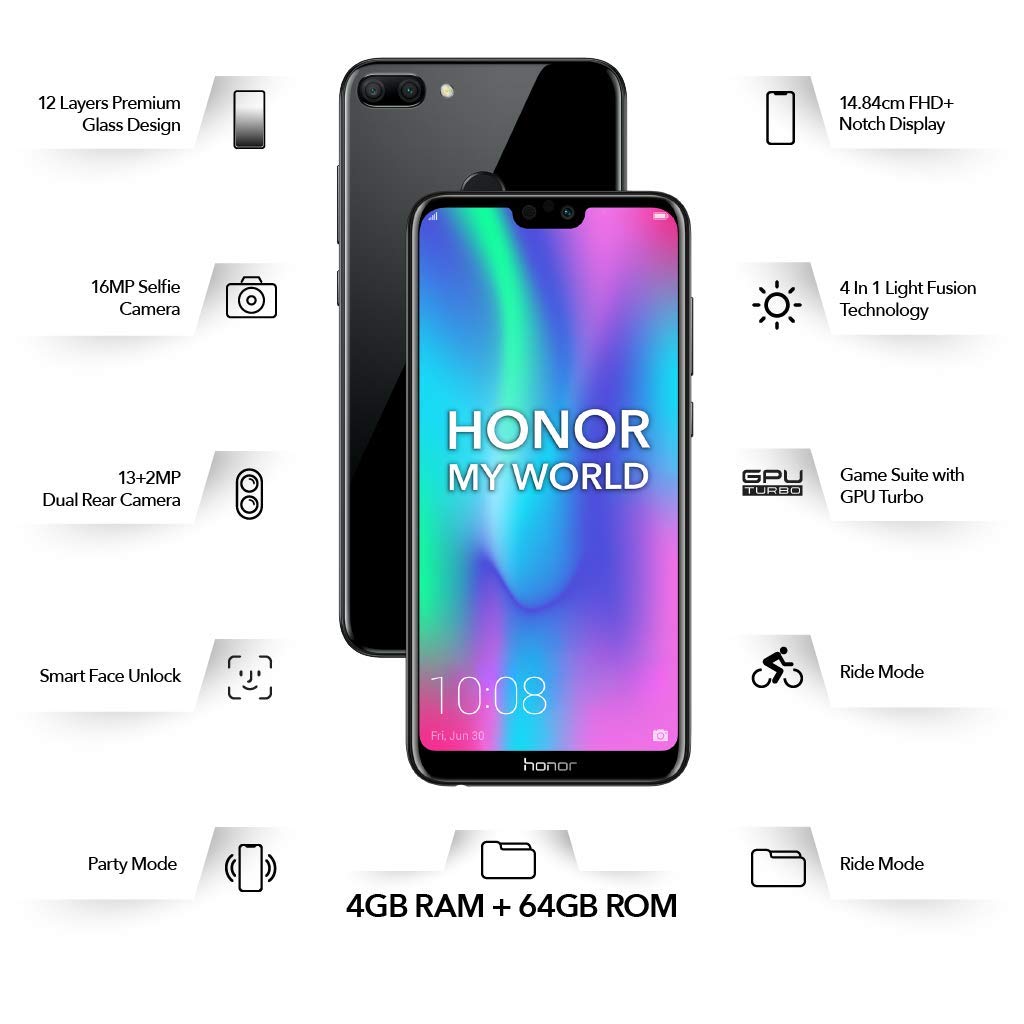 12 Layers Premium
Glass Design
14.84cm FHD+
Notch Display
16MP Selfie
Camera
4 In 1 Light Fusion
Technology
HONOR
MY WORLD
13+2MP
Dual Rear Camera
GPU
TURBO
Game Suite with
GPU Turbo
Smart Face Unlock
Ride Mode
10:08
Fri, Jun 30
honor
Party Mode
Ride Mode
4GB RAM + 64GB ROM